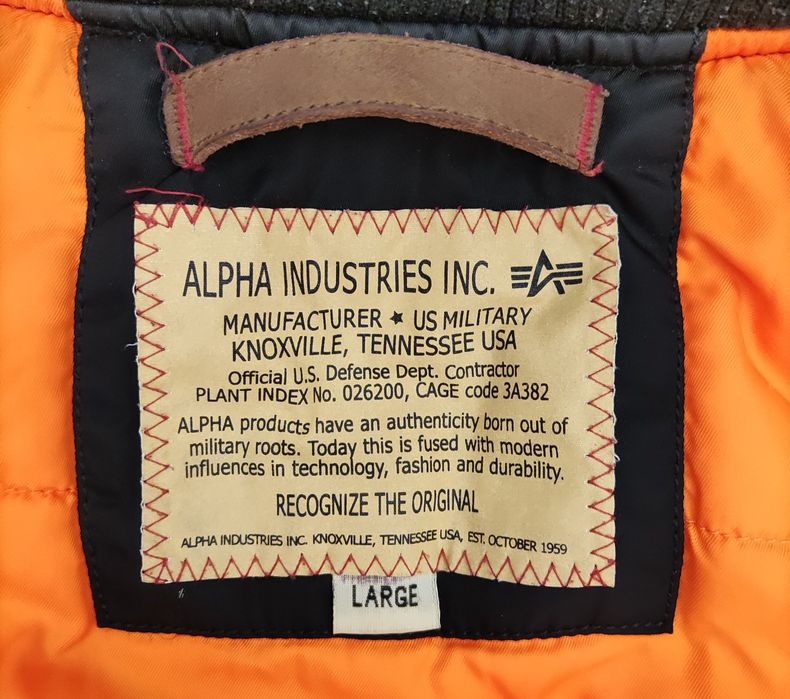 ALPHA INDUSTRIES INC.
MANUFACTURER ★ US MILITARY
KNOXVILLE, TENNESSEE USA
Official U.S. Defense Dept. Contractor
PLANT INDEX No. 026200, CAGE code 3A382
ALPHA products have an authenticity born out of
military roots. Today this is fused with modern
influences in technology, fashion and durability.
RECOGNIZE THE ORIGINAL
ALPHA INDUSTRIES INC. KNOXVILLE, TENNESSEE USA, EST. OCTOBER 1959
LARGE